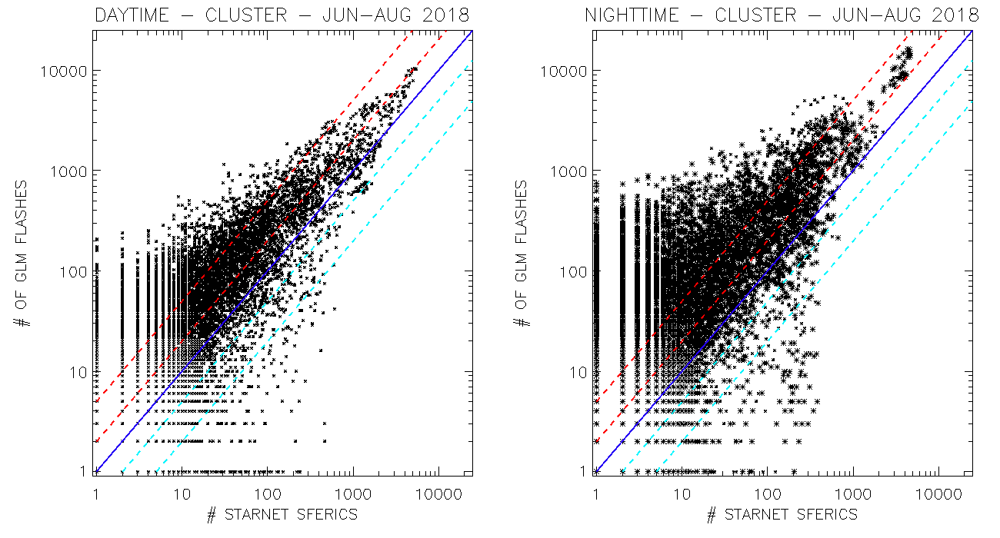 DAYTIME – CLUSTER – JUN–AUG 2018
# OF GLM FLASHES
10000
1000
100
10
1
1 10 100 1000 10000
# STARNET SFERICS
NIGHTTIME – CLUSTER – JUN–AUG 2018
# OF GLM FLASHES
10000
1000
100
10
1
1 10 100 1000 10000
# STARNET SFERICS